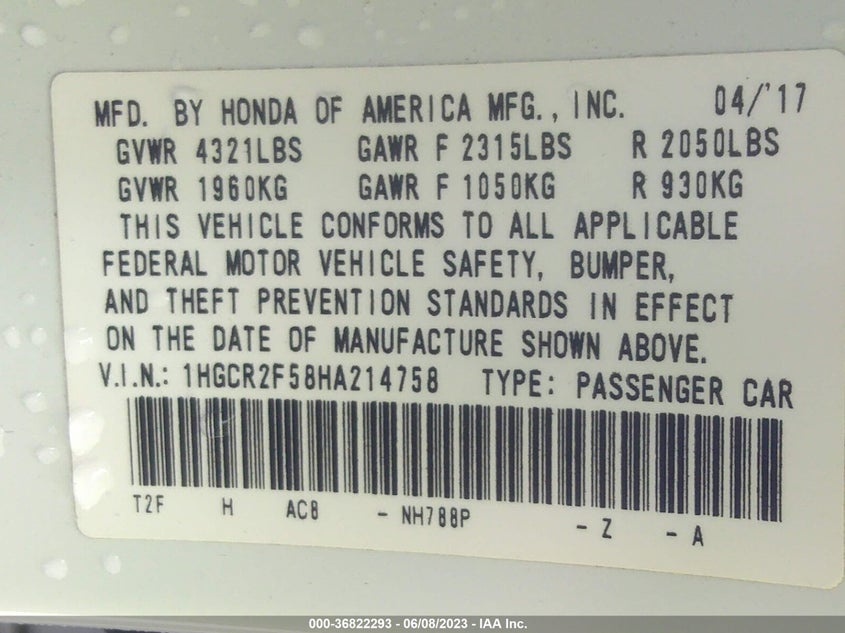 MFD. BY HONDA OF AMERICA MFG., INC. 04/'17
GVWR 4321LBS GAWR F 2315LBS R 2050LBS
GVWR 1960KG GAWR F 1050KG R 930KG
THIS VEHICLE CONFORMS TO ALL APPLICABLE
FEDERAL MOTOR VEHICLE SAFETY, BUMPER,
AND THEFT PREVENTION STANDARDS IN EFFECT
ON THE DATE OF MANUFACTURE SHOWN ABOVE.
V.I.N.: 1HGCR2F58HA214758 TYPE: PASSENGER CAR
T2F H AC8 - NH788P - Z - A
000-36822293 - 06/08/2023 - IAA Inc.